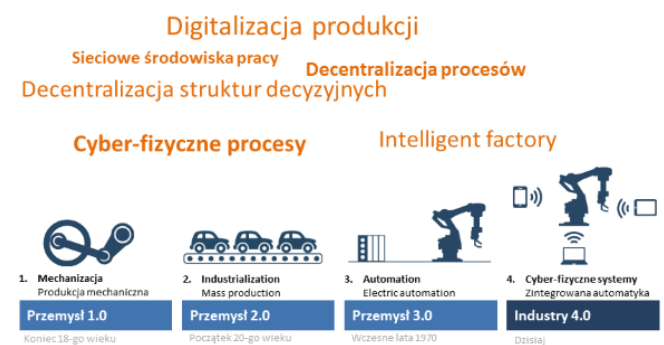 Digitalizacja produkcji
Sieciowe środowiska pracy
Decentralizacja procesów
Decentralizacja struktur decyzyjnych
Cyber-fizyczne procesy
Intelligent factory
1. Mechanizacja
Produkcja mechaniczna
2. Industrialization
Mass production
3. Automation
Electric automation
4. Cyber-fizyczne systemy
Zintegrowana automatyka
Przemysł 1.0
Przemysł 2.0
Przemysł 3.0
Industry 4.0
Koniec 18-go wieku
Początek 20-go wieku
Wczesne lata 1970
Dzisiaj